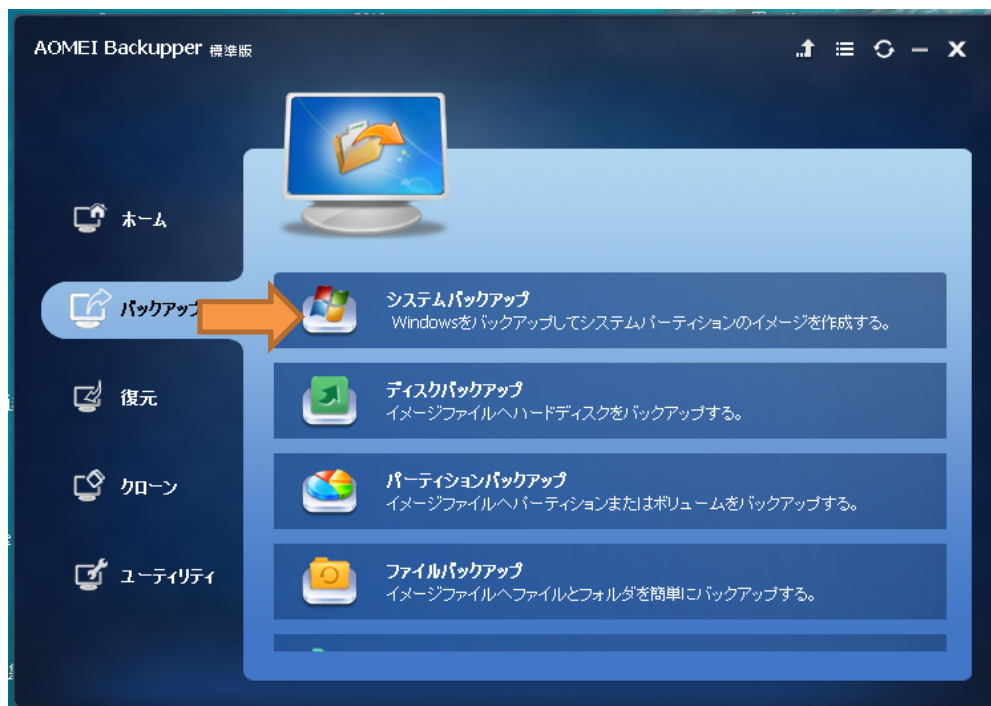 AOMEI Backupper 標準版
ホーム
バックアップ
復元
クローン
ユーティリティ
システムバックアップ
Windowsをバックアップしてシステムパーティションのイメージを作成する。
ディスクバックアップ
イメージファイルへハードディスクをバックアップする。
パーティションバックアップ
イメージファイルへパーティションまたはボリュームをバックアップする。
ファイルバックアップ
イメージファイルへファイルとフォルダを簡単にバックアップする。